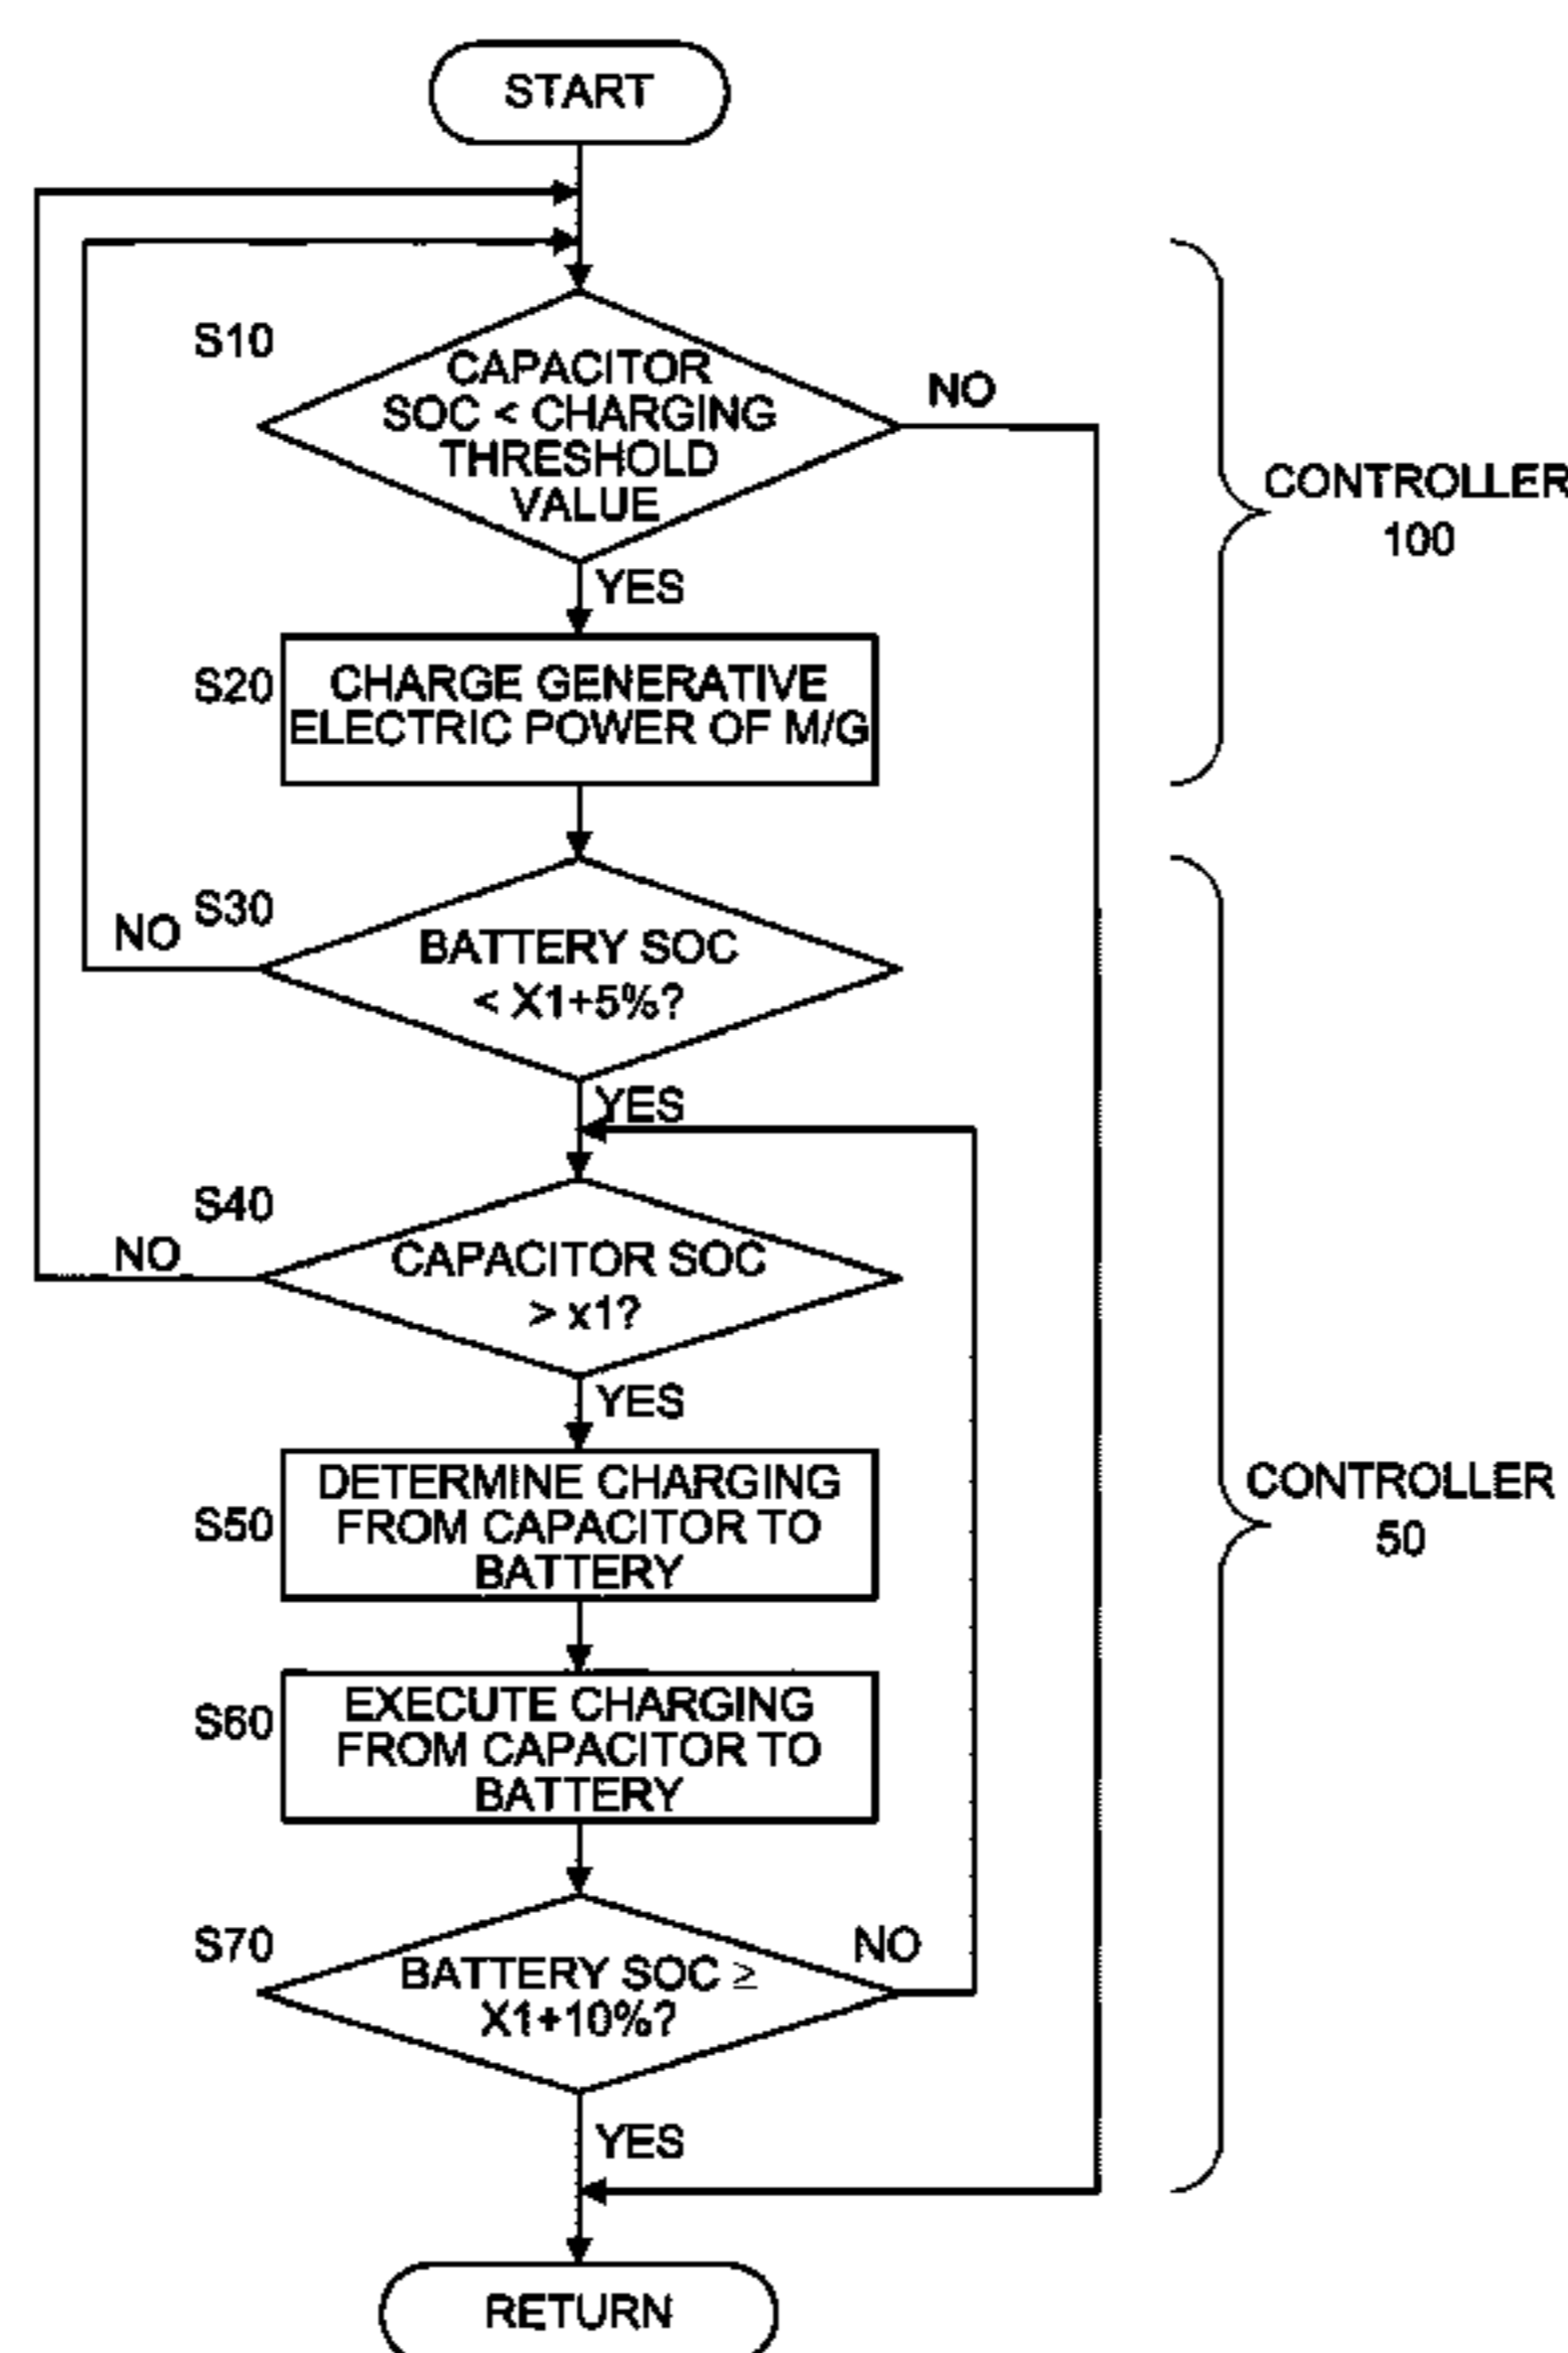 START
S10
CAPACITOR
SOC < CHARGING
THRESHOLD
VALUE
NO
YES
CONTROLLER
100
S20
CHARGE GENERATIVE
ELECTRIC POWER OF M/G
S30
NO
BATTERY SOC
< X1+5%?
YES
S40
NO
CAPACITOR SOC
> x1?
YES
S50
DETERMINE CHARGING
FROM CAPACITOR TO
BATTERY
CONTROLLER
50
S60
EXECUTE CHARGING
FROM CAPACITOR TO
BATTERY
S70
NO
BATTERY SOC ≥
X1+10%?
YES
RETURN